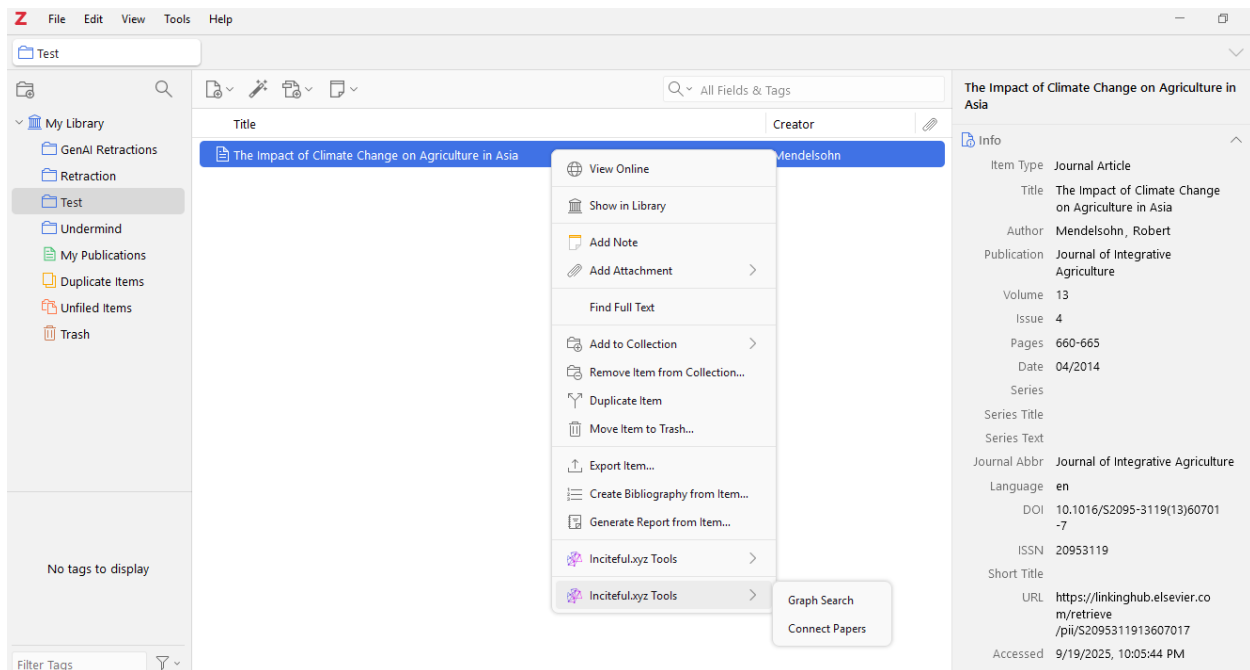 Z File Edit View Tools Help
Test
All Fields & Tags
My Library
GenAI Retractions
Retraction
Test
Undermind
My Publications
Duplicate Items
Unfiled Items
Trash
No tags to display
Filter Tags
Title Creator
The Impact of Climate Change on Agriculture in Asia Mendelsohn
View Online
Show in Library
Add Note
Add Attachment
Find Full Text
Add to Collection
Remove Item from Collection...
Duplicate Item
Move Item to Trash...
Export Item...
Create Bibliography from Item...
Generate Report from Item...
Inciteful.xyz Tools
Inciteful.xyz Tools
Graph Search
Connect Papers
The Impact of Climate Change on Agriculture in
Asia
Info
Item Type Journal Article
Title The Impact of Climate Change
on Agriculture in Asia
Author Mendelsohn, Robert
Publication Journal of Integrative
Agriculture
Volume 13
Issue 4
Pages 660-665
Date 04/2014
Series
Series Title
Series Text
Journal Abbr Journal of Integrative Agriculture
Language en
DOI 10.1016/S2095-3119(13)60701
-7
ISSN 20953119
Short Title
URL https://linkinghub.elsevier.co
m/retrieve
/pii/S2095311913607017
Accessed 9/19/2025, 10:05:44 PM